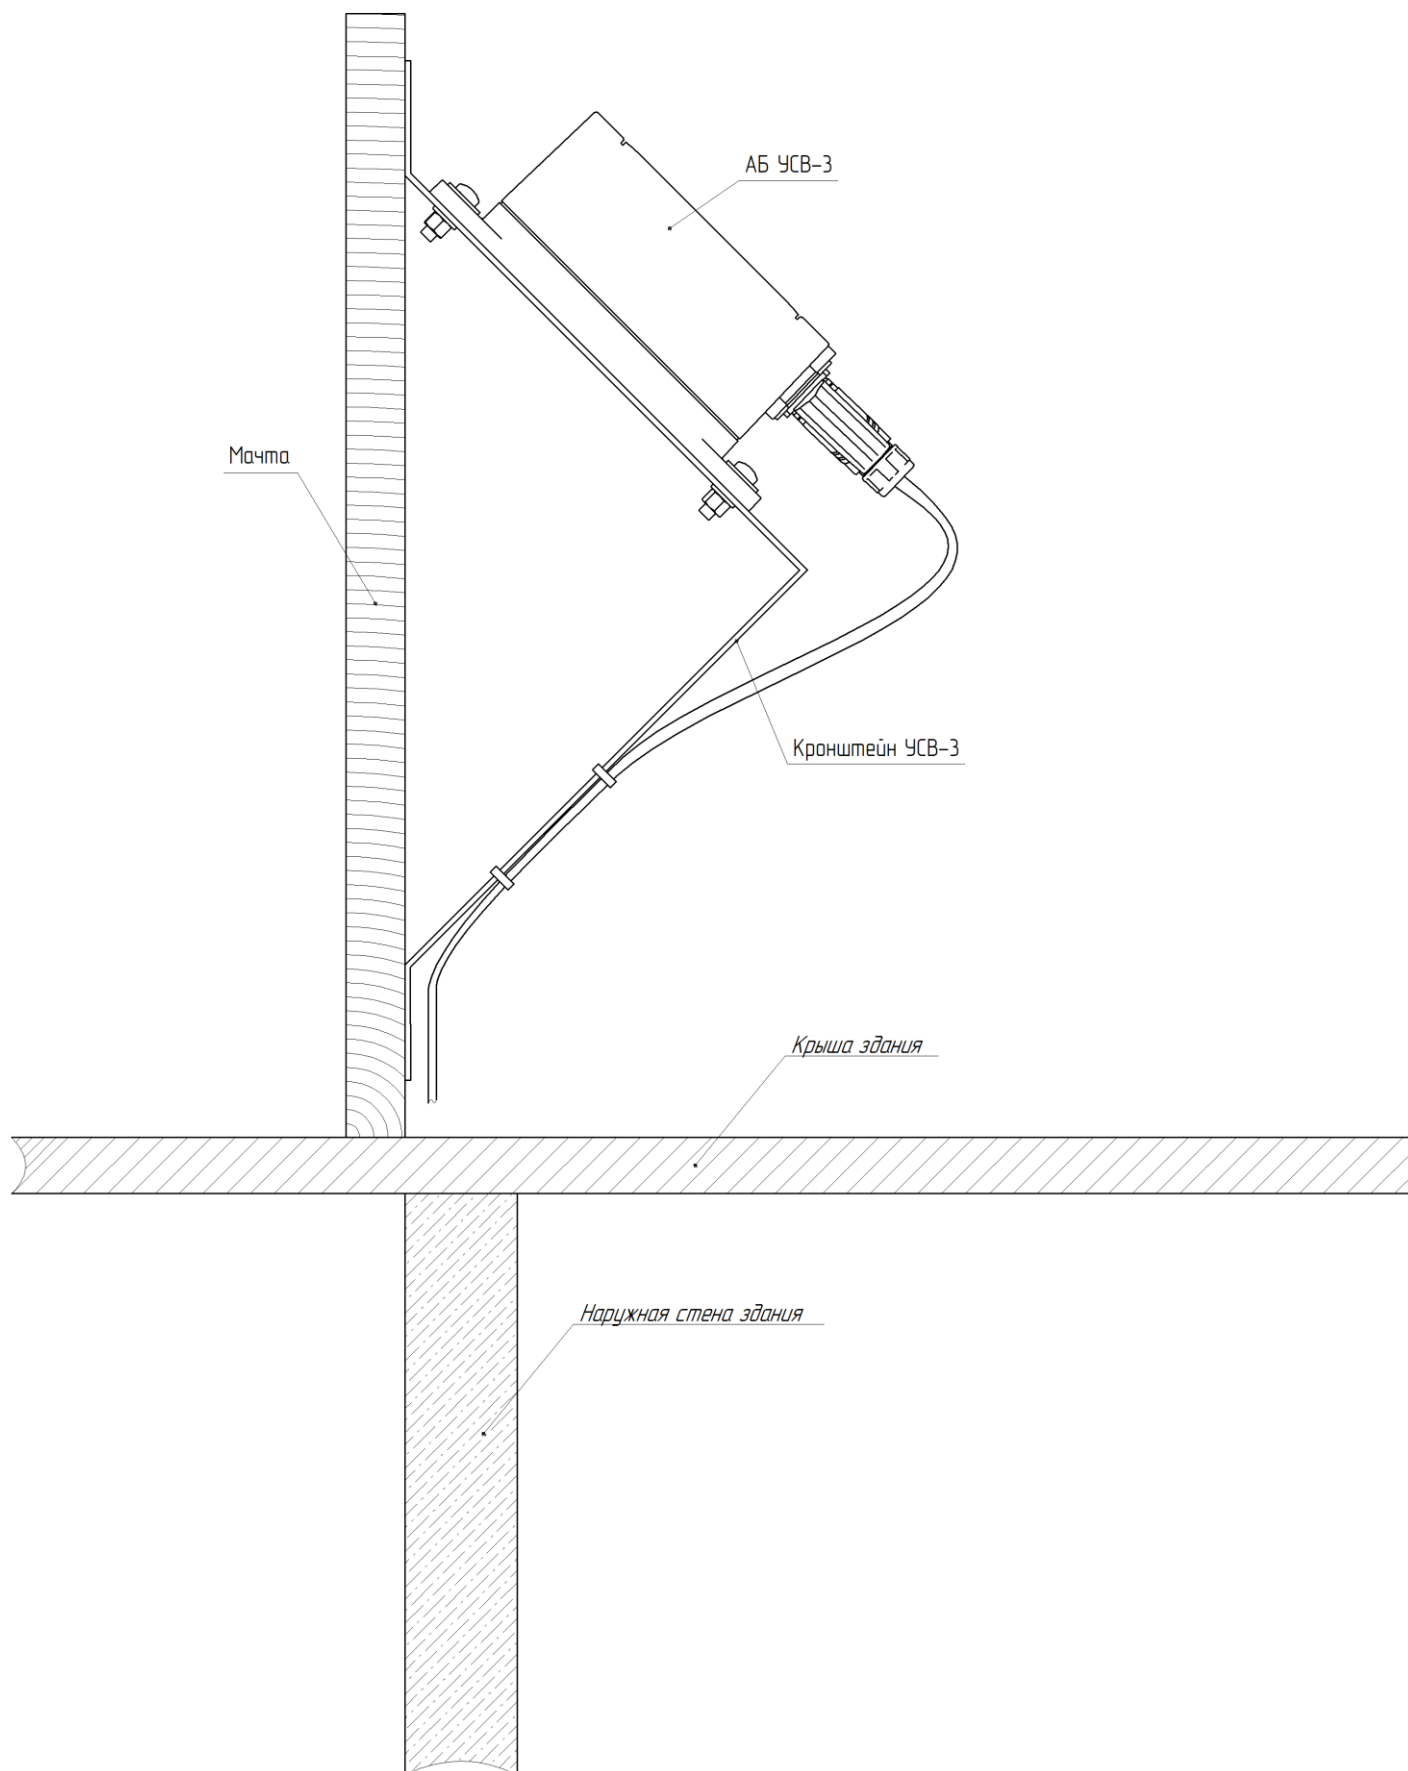 АБ УСВ-3
Мачта
Кронштейн УСВ-3
Крыша здания
Наружная стена здания